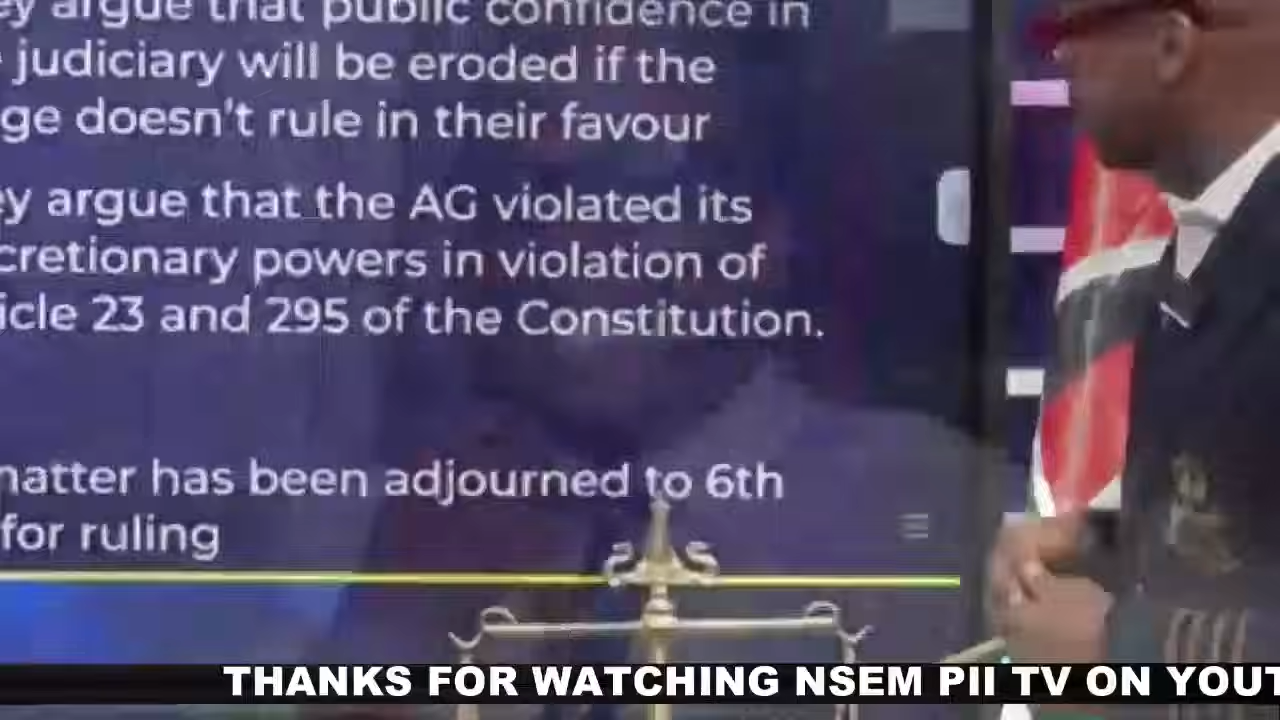 ey argue that public confidence in
judiciary will be eroded if the
ge doesn't rule in their favour
ey argue that the AG violated its
cretionary powers in violation of
icle 23 and 295 of the Constitution.
matter has been adjourned to 6th
for ruling
THANKS FOR WATCHING NSEM PII TV ON YOUT